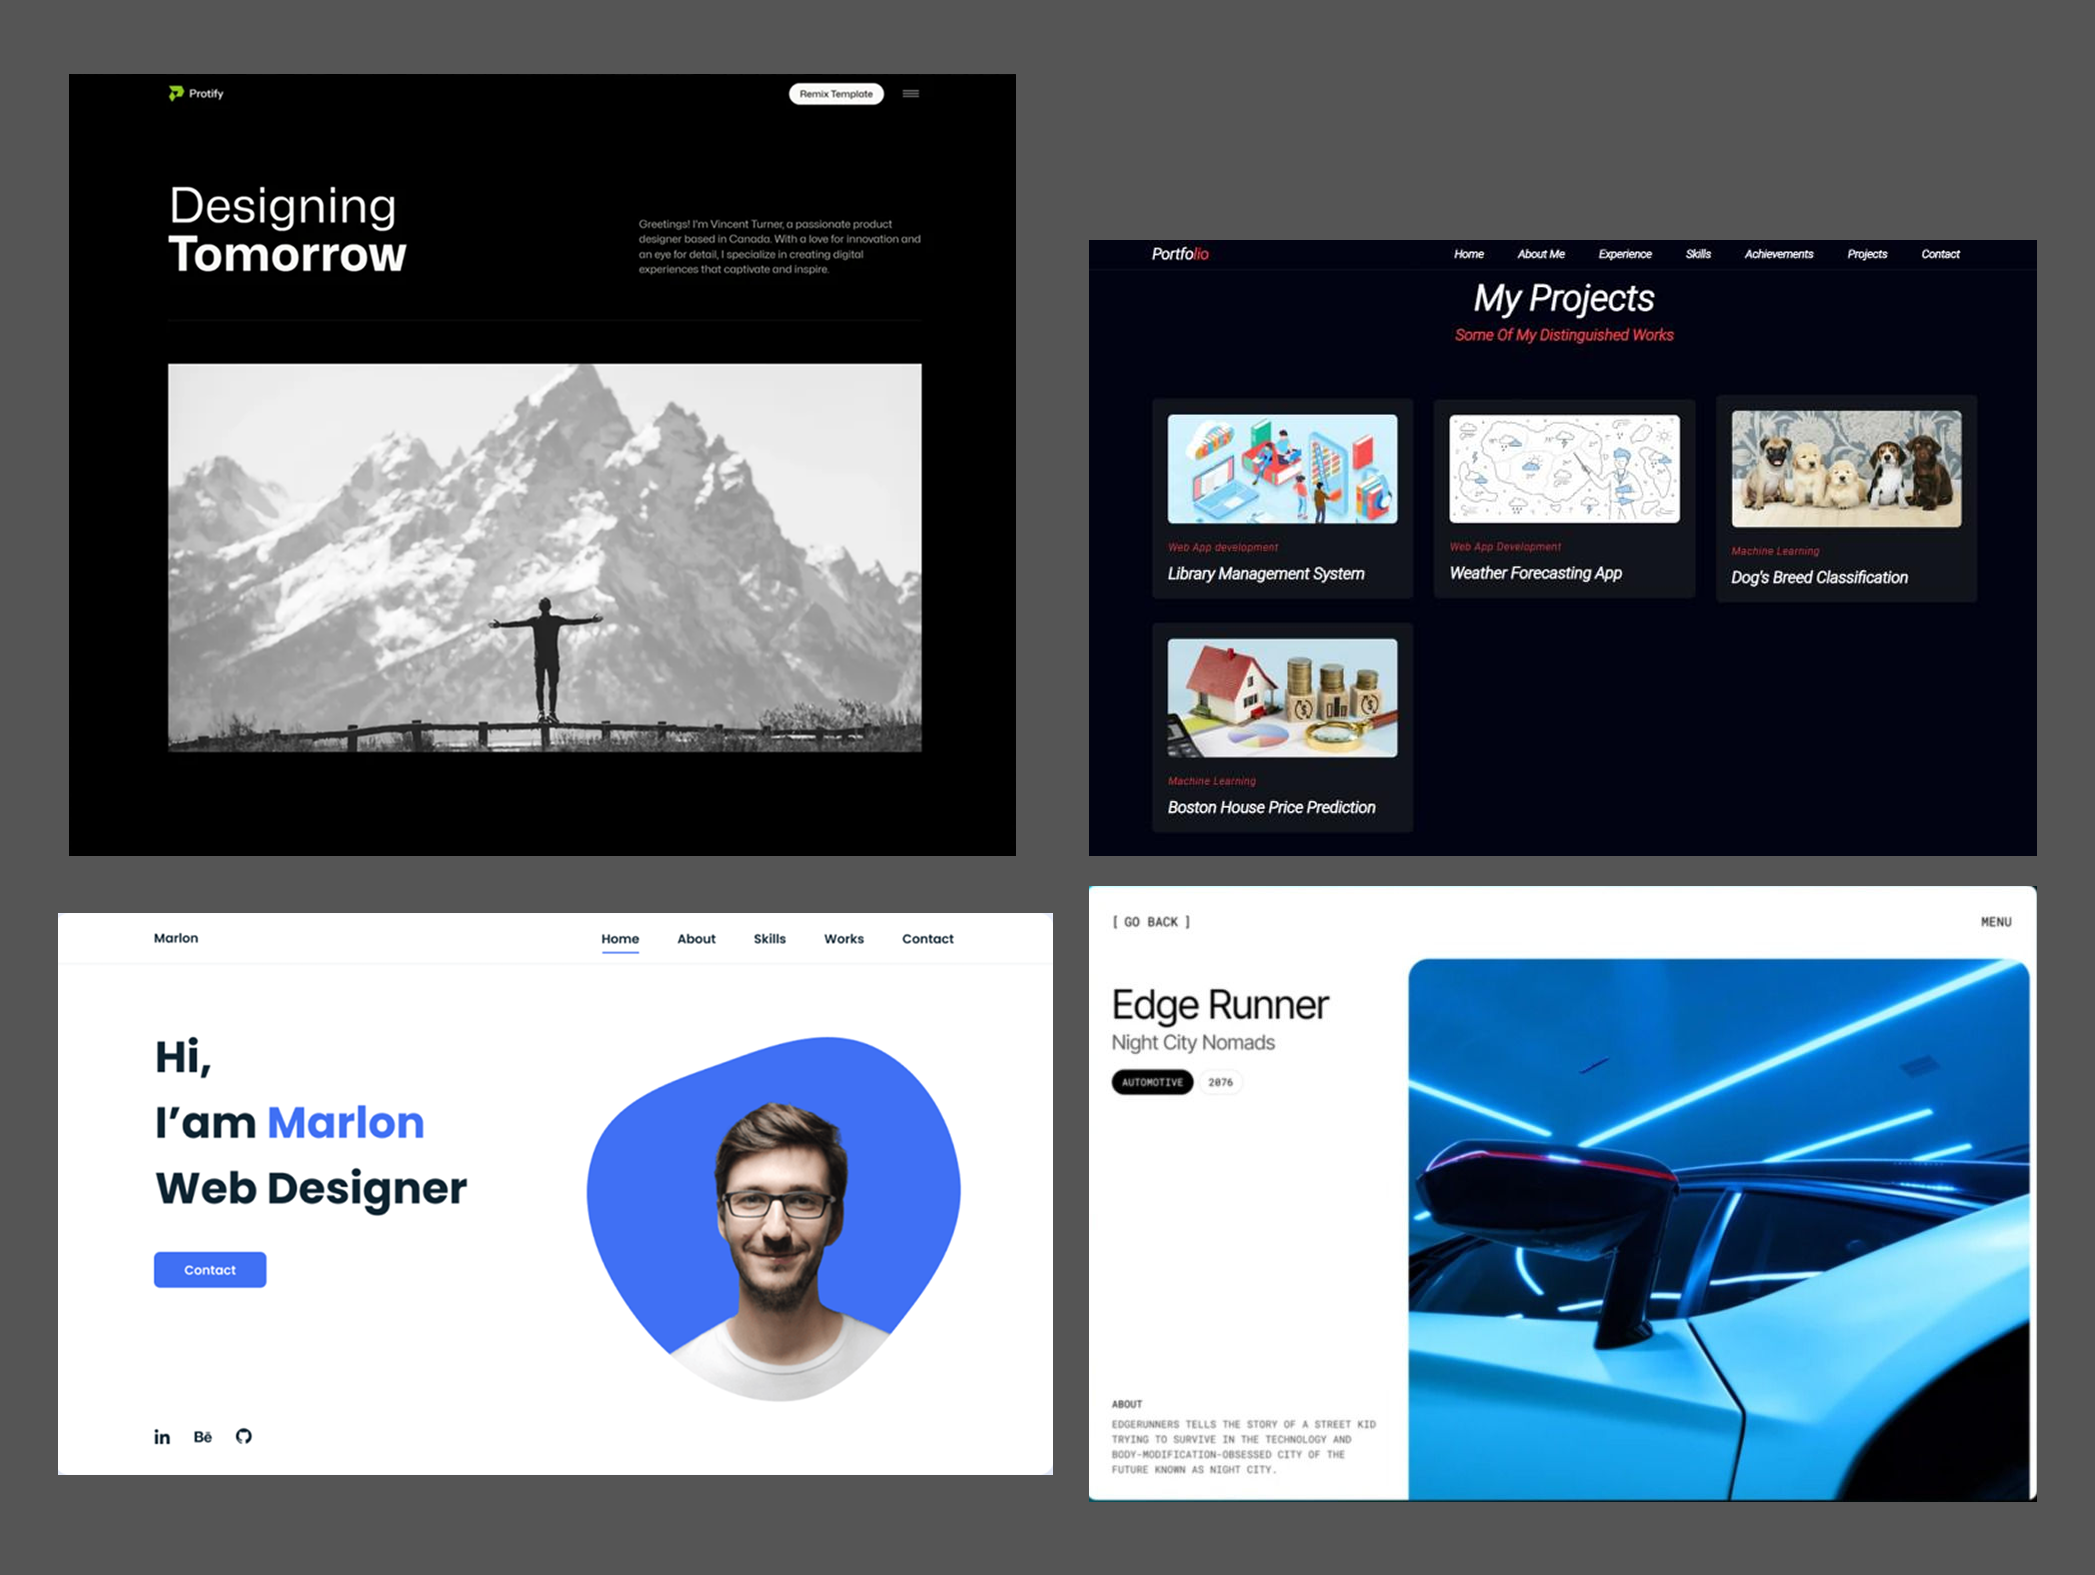 Protify
Remix Template
Designing
Tomorrow
Greetings! I'm Vincent Turner, a passionate product
designer based in Canada. With a love for innovation and
an eye for detail, I specialize in creating digital
experiences that captivate and inspire.
Portfolio
Home About Me Experience Skills Achievements Projects Contact
My Projects
Some Of My Distinguished Works
Web App development
Library Management System
Web App Development
Weather Forecasting App
Machine Learning
Dog's Breed Classification
Machine Learning
Boston House Price Prediction
Marlon
Home About Skills Works Contact
Hi,
I'am Marlon
Web Designer
Contact
in Bē
[ GO BACK ]
MENU
Edge Runner
Night City Nomads
AUTOMOTIVE 2076
ABOUT
EDGERUNNERS TELLS THE STORY OF A STREET KID
TRYING TO SURVIVE IN THE TECHNOLOGY AND
BODY-MODIFICATION-OBSESSED CITY OF THE
FUTURE KNOWN AS NIGHT CITY.